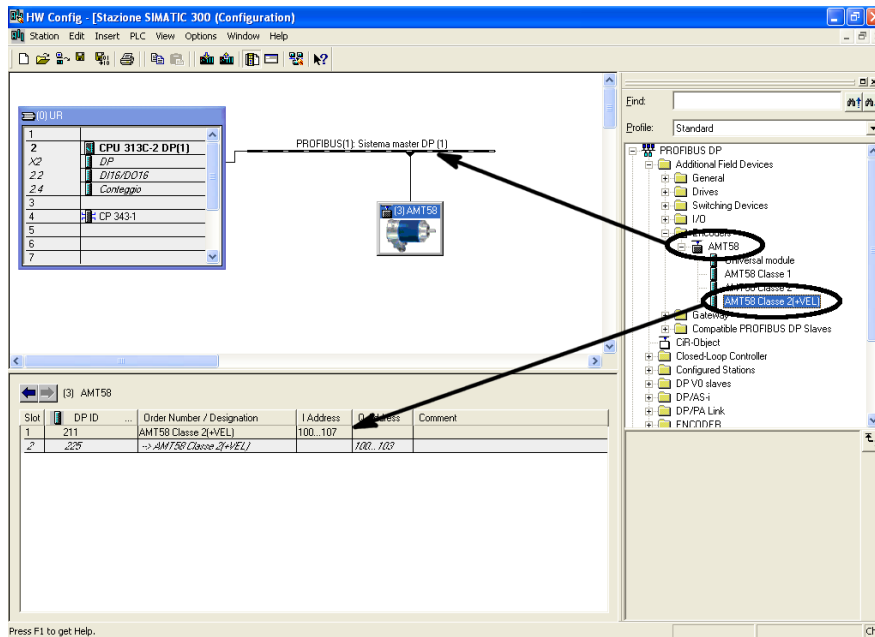 HW Config - [Stazione SIMATIC 300 (Configuration)
Station Edit Insert PLC View Options Window Help
(0) UR
1
2 CPU 313C-2 DP(1)
X2 DP
2.2 DI16/DO16
2.4 Conteggio
3
4 CP 343-1
5
6
7
PROFIBUS(1): Sistema master DP (1)
(3) AMT58
Find:
Profile: Standard
PROFIBUS DP
Additional Field Devices
General
Drives
Switching Devices
I/O
Encoders
AMT58
Universal module
AMT58 Classe 1
AMT58 Classe 2
AMT58 Classe 2(+VEL)
Gateway
Compatible PROFIBUS DP Slaves
CiR-Object
Closed-Loop Controller
Configured Stations
DP V0 slaves
DP/AS-i
DP/PA Link
ENCODER
(3) AMT58
Slot DP ID ... Order Number / Designation I Address Q Address Comment
1 211 AMT58 Classe 2(+VEL) 100...107
2 225 --> AMT58 Classe 2(+VEL) 100...103
Press F1 to get Help.
Ch